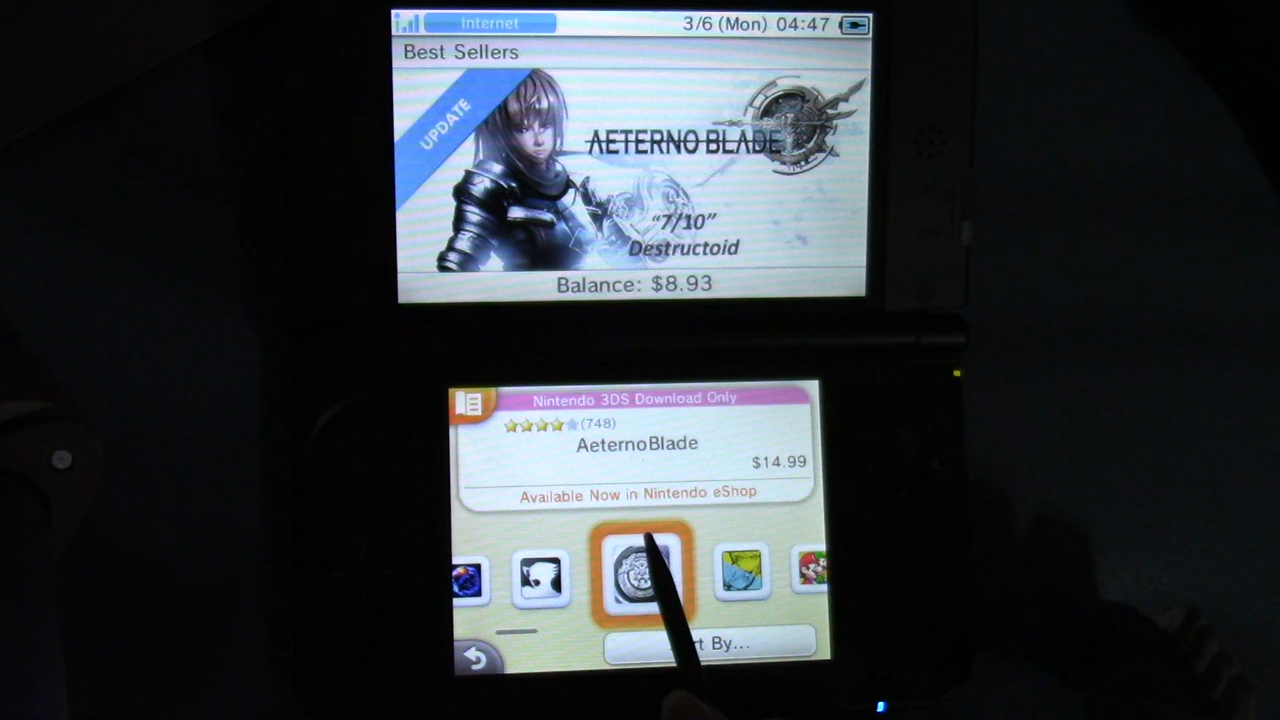 Internet
3/6 (Mon) 04:47
Best Sellers
UPDATE
AETERNO BLADE
"7/10"
Destructoid
Balance: $8.93
Nintendo 3DS Download Only
(748)
AeternoBlade
$14.99
Available Now in Nintendo eShop
rt By...